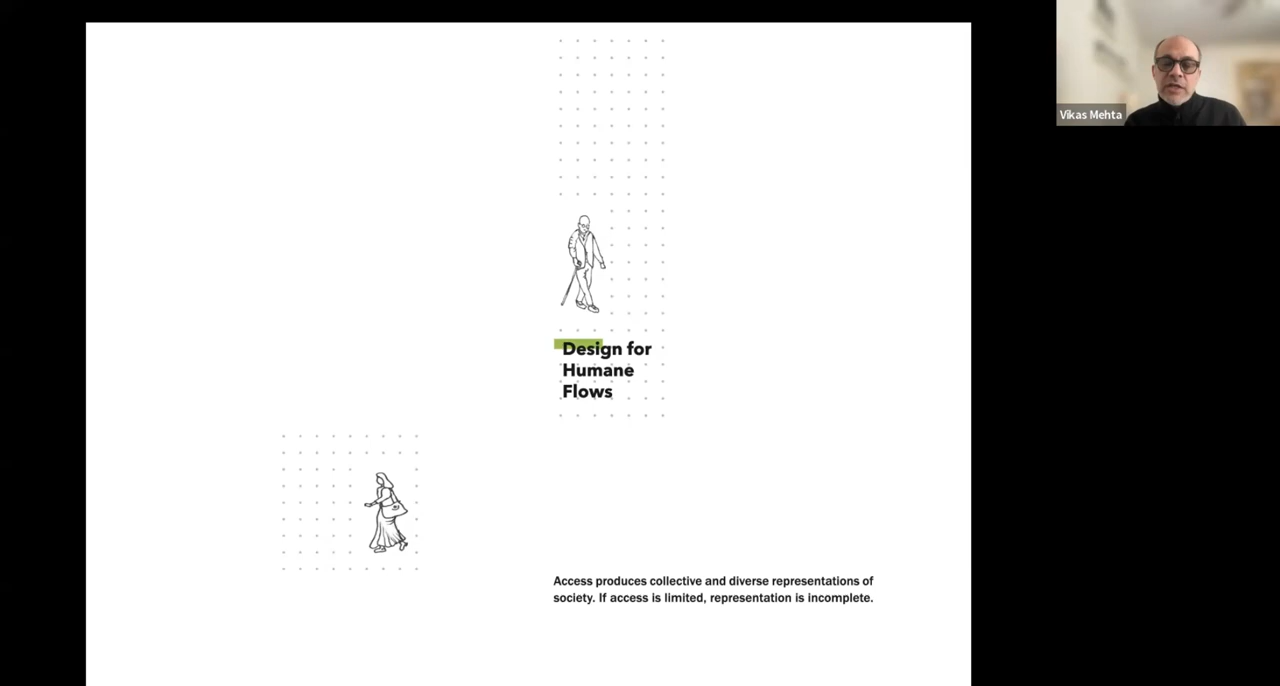 Vikas Mehta
Design for
Humane
Flows
Access produces collective and diverse representations of
society. If access is limited, representation is incomplete.